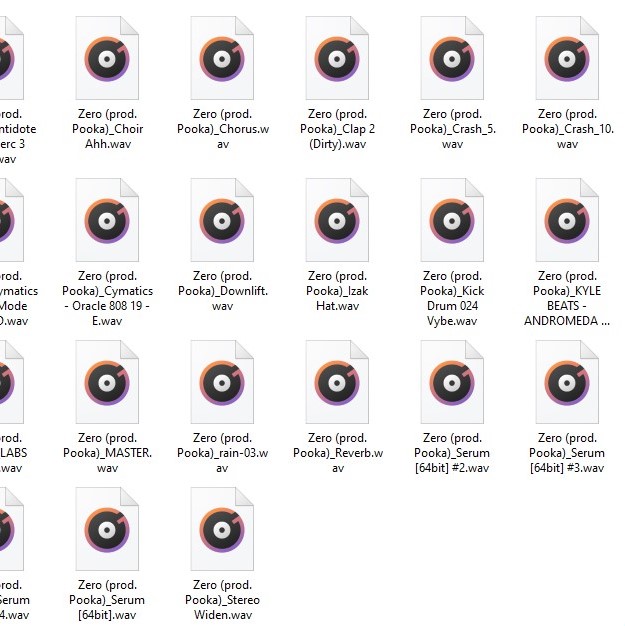 rod. Zero (prod. Zero (prod. Zero (prod. Zero (prod. Zero (prod.
ntidote Pooka)_Choir Pooka)_Chorus.w Pooka)_Clap 2 Pooka)_Crash_5. Pooka)_Crash_10.
erc 3 Ahh.wav av (Dirty).wav wav wav
wav
rod. Zero (prod. Zero (prod. Zero (prod. Zero (prod. Zero (prod.
ymatics Pooka)_Cymatics Pooka)_Downlift. Pooka)_Izak Pooka)_Kick Pooka)_KYLE
Mode - Oracle 808 19 - wav Hat.wav Drum 024 BEATS -
D.wav E.wav Vybe.wav ANDROMEDA ...
rod. Zero (prod. Zero (prod. Zero (prod. Zero (prod. Zero (prod.
LABS Pooka)_MASTER. Pooka)_rain-03.w Pooka)_Reverb.w Pooka)_Serum Pooka)_Serum
.wav wav av av [64bit] #2.wav [64bit] #3.wav
rod. Zero (prod. Zero (prod.
Serum Pooka)_Serum Pooka)_Stereo
4.wav [64bit].wav Widen.wav